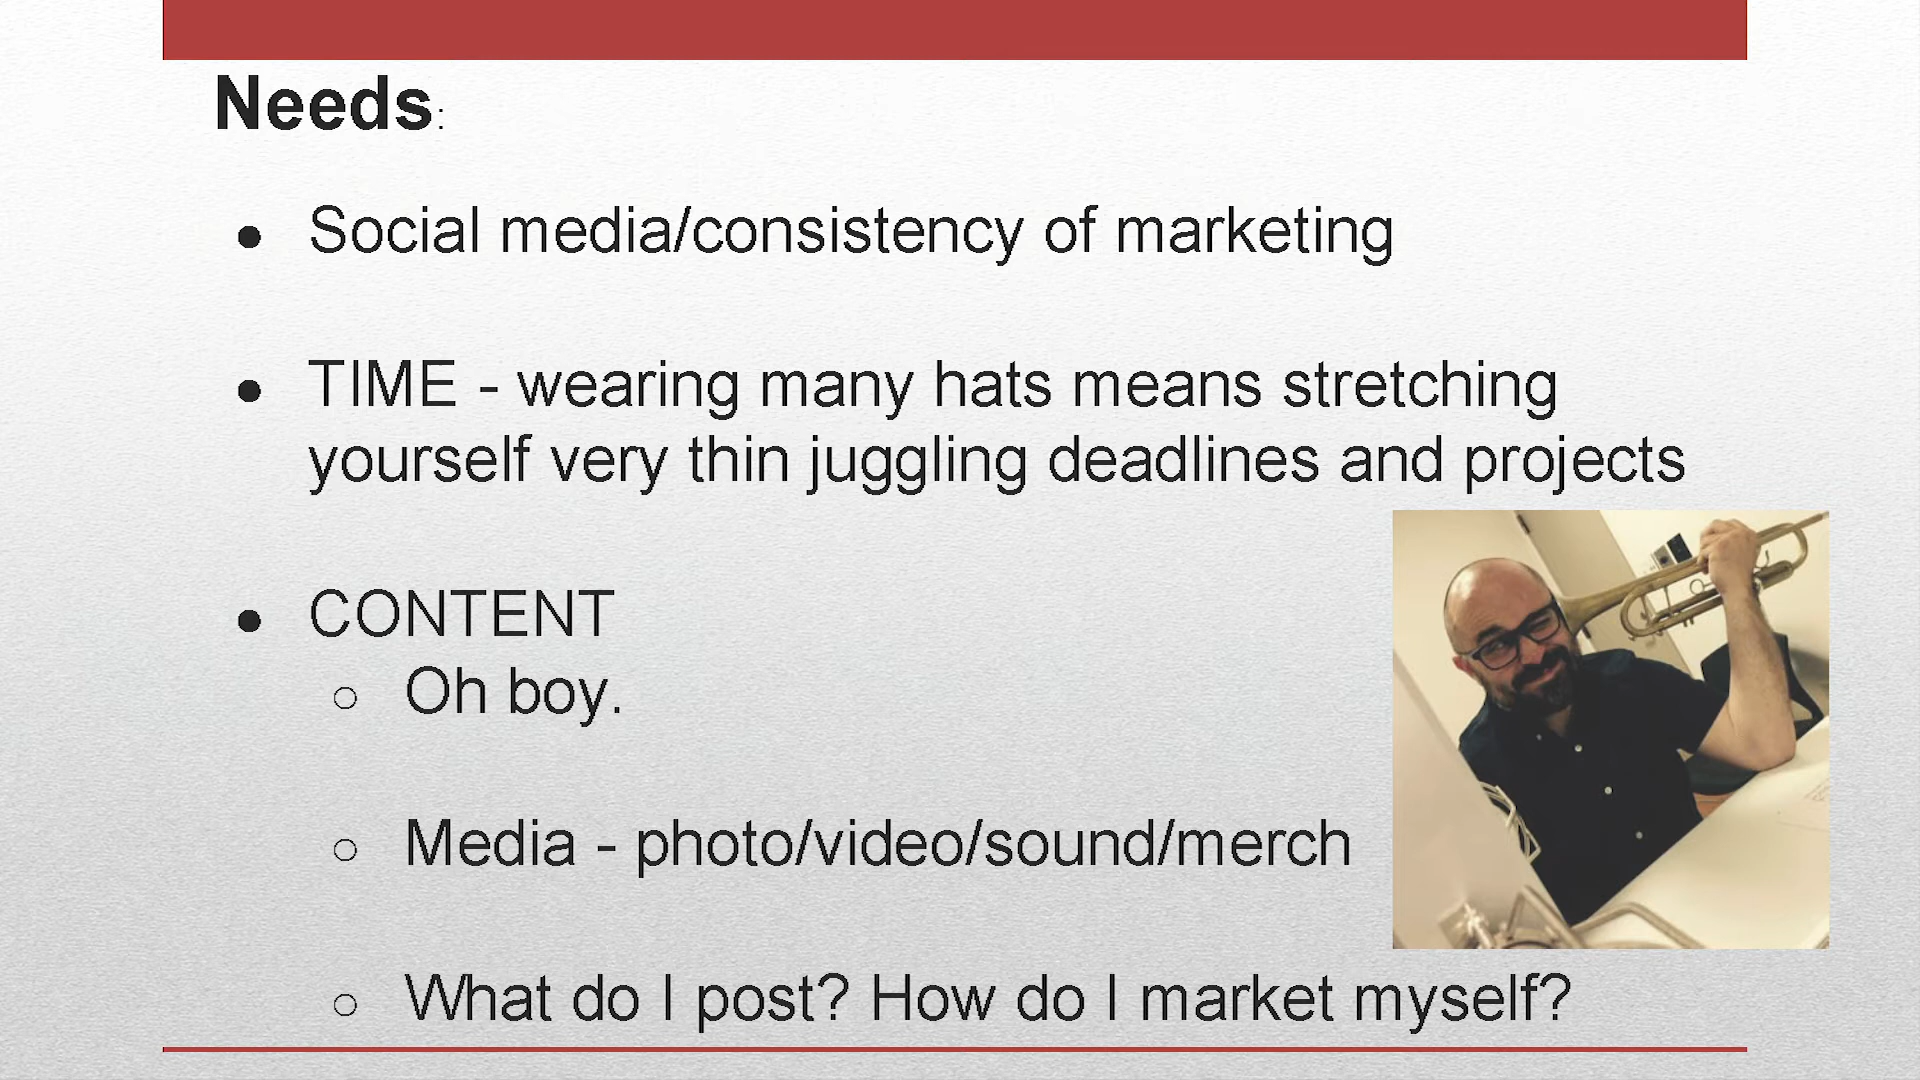 Needs:
● Social media/consistency of marketing
● TIME - wearing many hats means stretching
yourself very thin juggling deadlines and projects
● CONTENT
○ Oh boy.
○ Media - photo/video/sound/merch
○ What do I post? How do I market myself?